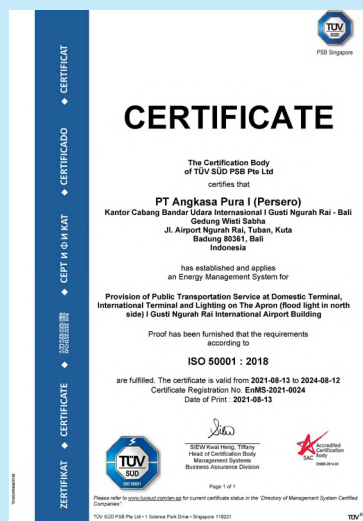 TÜV
SÜD
PSB Singapore
CERTIFICATE
The Certification Body
of TÜV SÜD PSB Pte Ltd
certifies that
PT Angkasa Pura I (Persero)
Kantor Cabang Bandar Udara Internasional I Gusti Ngurah Rai - Bali
Gedung Wisti Sabha
Jl. Airport Ngurah Rai, Tuban, Kuta
Badung 80361, Bali
Indonesia
has established and applies
an Energy Management System for
Provision of Public Transportation Service at Domestic Terminal,
International Terminal and Lighting on The Apron (flood light in north
side) I Gusti Ngurah Rai International Airport Building
Proof has been furnished that the requirements
according to
ISO 50001 : 2018
are fulfilled. The certificate is valid from 2021-08-13 to 2024-08-12
Certificate Registration No. EnMS-2021-0024
Date of Print : 2021-08-13
SIEW Kwai Heng, Tiffany
Head of Certification Body
Management Systems
Business Assurance Division
TÜV
SÜD
SAC
Accredited
Certification
Body
Page 1 of 1
Please refer to www.tuvsud.com/en-sg for current certificate status in the "Directory of Management System Certified
Companies"
TÜV SÜD PSB Pte Ltd • 1 Science Park Drive • Singapore 118221
TÜV®
ZERTIFIKAT ◆ CERTIFICATE ◆ 認證證書 ◆ СЕРТИФИКАТ ◆ CERTIFICADO ◆ CERTIFICAT